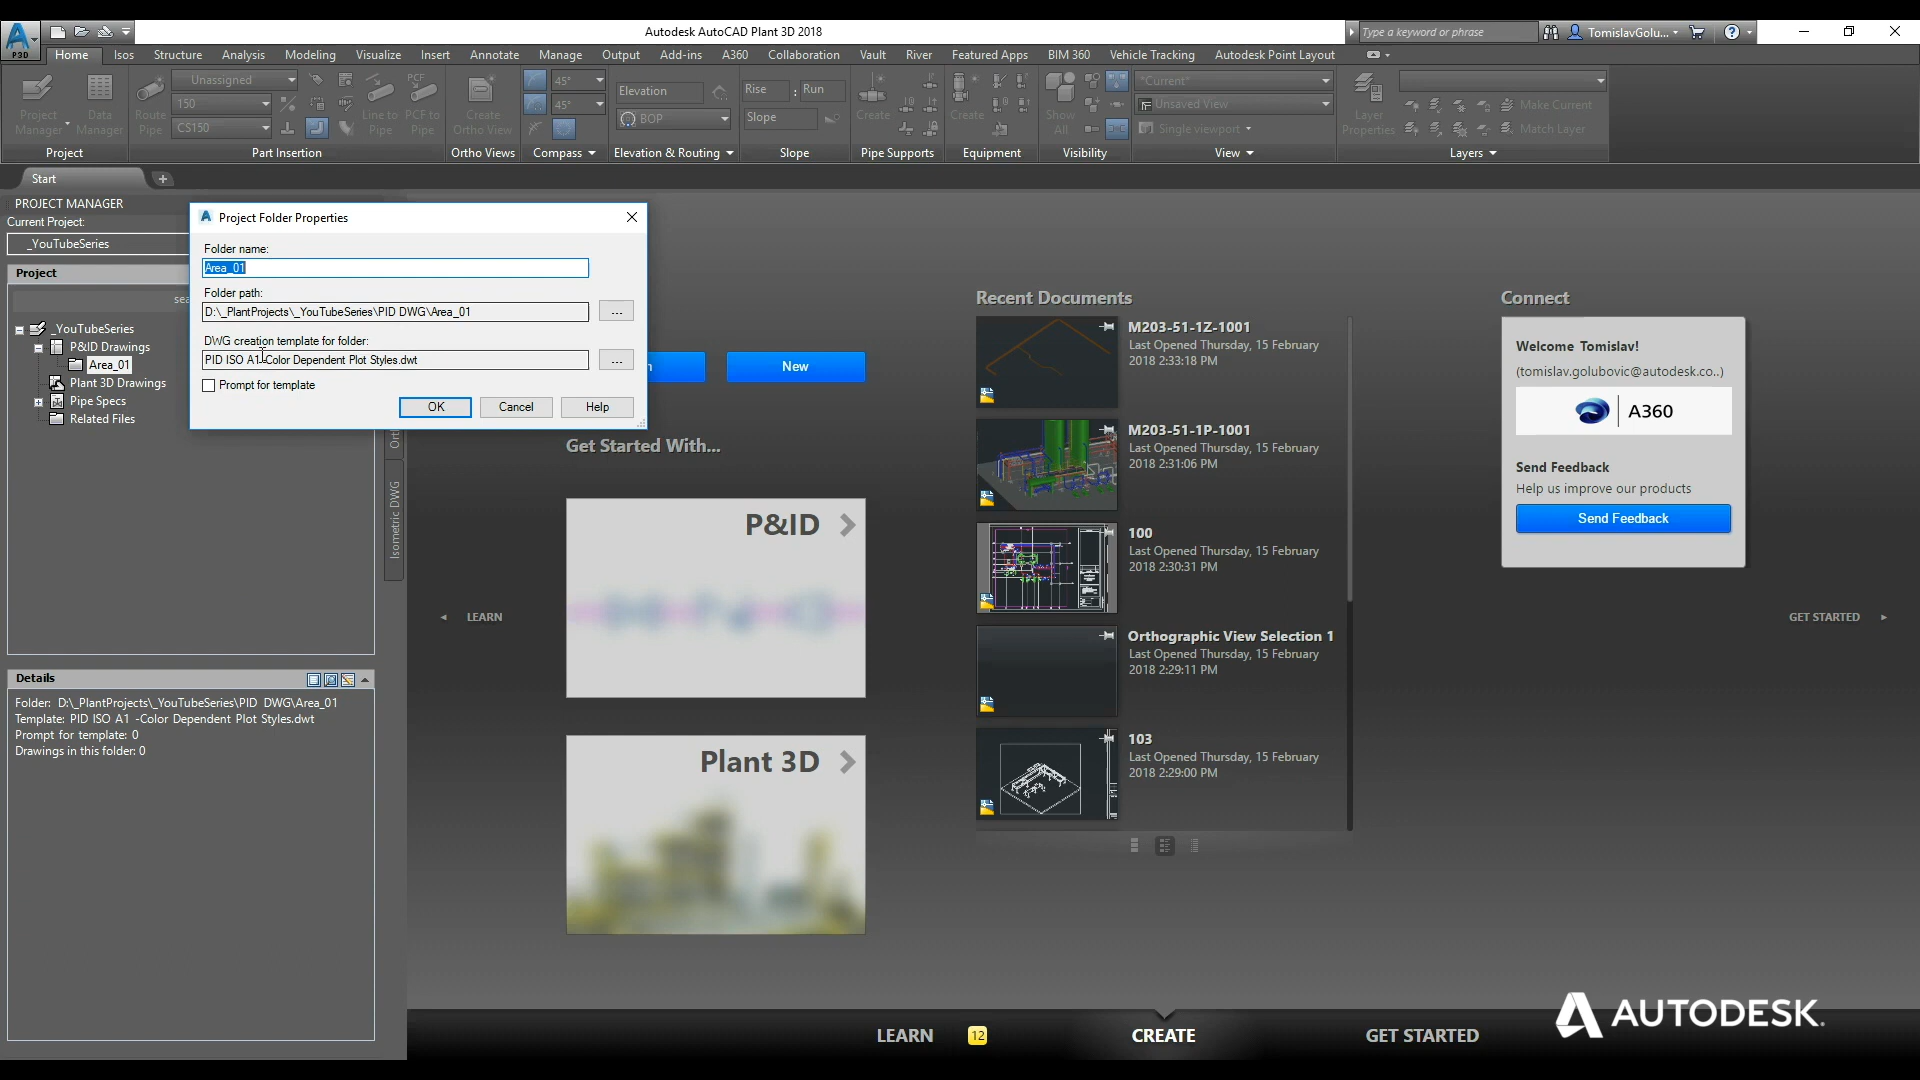 Autodesk AutoCAD Plant 3D 2018
Type a keyword or phrase
TomislavGolu...
P3D
Home Isos Structure Analysis Modeling Visualize Insert Annotate Manage Output Add-ins A360 Collaboration Vault River Featured Apps BIM 360 Vehicle Tracking Autodesk Point Layout
Project Manager
Data Manager
Project
Route Pipe
Unassigned
150
CS150
Line to Pipe
PCF to Pipe
PCF
Part Insertion
Create Ortho View
Ortho Views
45°
45°
Compass
Elevation
BOP
Elevation & Routing
Rise : Run
Slope
Slope
Create
Pipe Supports
Create
Equipment
Show All
Visibility
"Current"
Unsaved View
Single viewport
View
Layer Properties
Make Current
Match Layer
Layers
Start
PROJECT MANAGER
Current Project:
_YouTubeSeries
Project
sea
_YouTubeSeries
P&ID Drawings
Area_01
Plant 3D Drawings
Pipe Specs
Related Files
Orth
Isometric DWG
Project Folder Properties
Folder name:
Area_01
Folder path:
D:\_PlantProjects\_YouTubeSeries\PID DWG\Area_01
...
DWG creation template for folder:
PID ISO A1 -Color Dependent Plot Styles.dwt
...
Prompt for template
OK Cancel Help
Details
Folder: D:\_PlantProjects\_YouTubeSeries\PID DWG\Area_01
Template: PID ISO A1 -Color Dependent Plot Styles.dwt
Prompt for template: 0
Drawings in this folder: 0
New
Get Started With...
P&ID
Plant 3D
LEARN
Recent Documents
M203-51-1Z-1001
Last Opened Thursday, 15 February
2018 2:33:18 PM
M203-51-1P-1001
Last Opened Thursday, 15 February
2018 2:31:06 PM
100
Last Opened Thursday, 15 February
2018 2:30:31 PM
Orthographic View Selection 1
Last Opened Thursday, 15 February
2018 2:29:11 PM
103
Last Opened Thursday, 15 February
2018 2:29:00 PM
Connect
Welcome Tomislav!
(tomislav.golubovic@autodesk.co..)
A360
Send Feedback
Help us improve our products
Send Feedback
GET STARTED
LEARN 12 CREATE GET STARTED
AUTODESK.